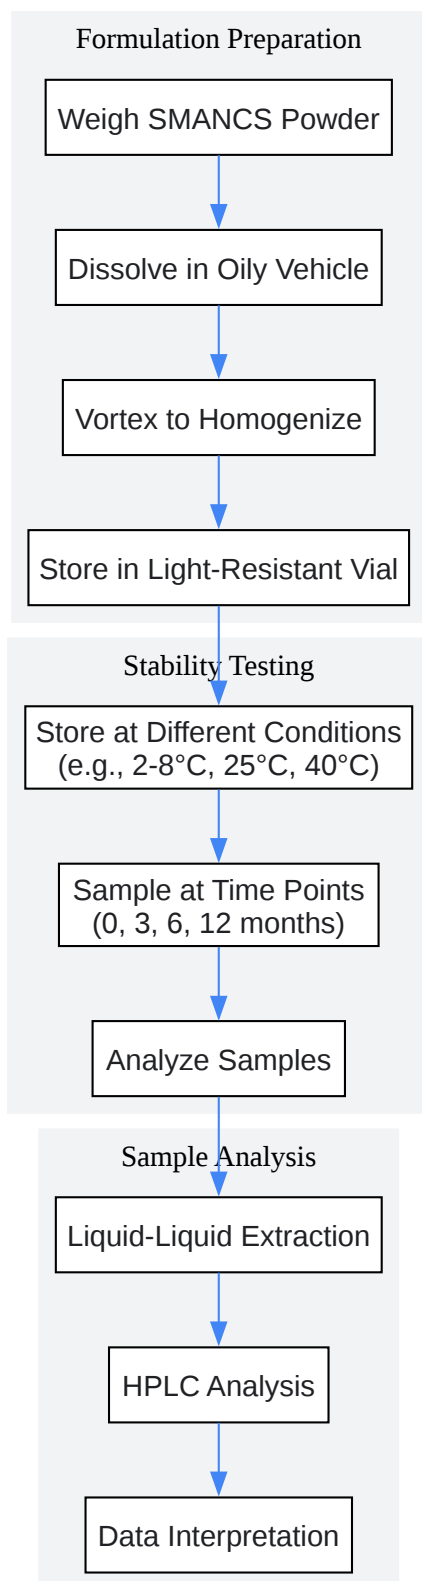 Formulation Preparation
Weigh SMANCS Powder
Dissolve in Oily Vehicle
Vortex to Homogenize
Store in Light-Resistant Vial
Stability Testing
Store at Different Conditions
(e.g., 2-8°C, 25°C, 40°C)
Sample at Time Points
(0, 3, 6, 12 months)
Analyze Samples
Sample Analysis
Liquid-Liquid Extraction
HPLC Analysis
Data Interpretation